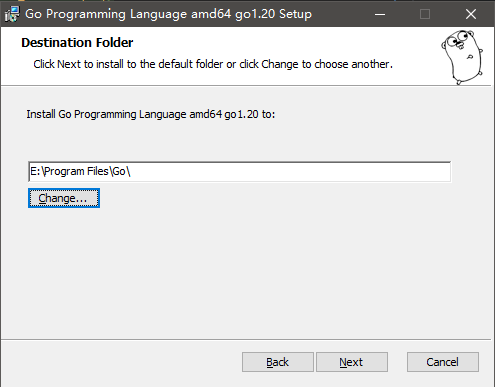 Go Programming Language amd64 go1.20 Setup
Destination Folder
Click Next to install to the default folder or click Change to choose another.
Install Go Programming Language amd64 go1.20 to:
E:\Program Files\Go\
Change...
Back
Next
Cancel